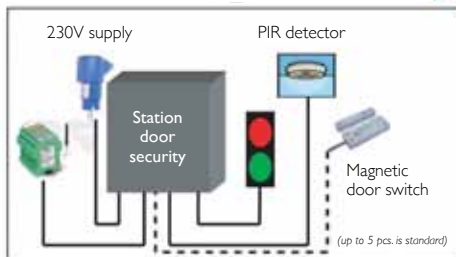 230V supply
PIR detector
Station
door
security
Magnetic
door switch
(up to 5 pcs. is standard)